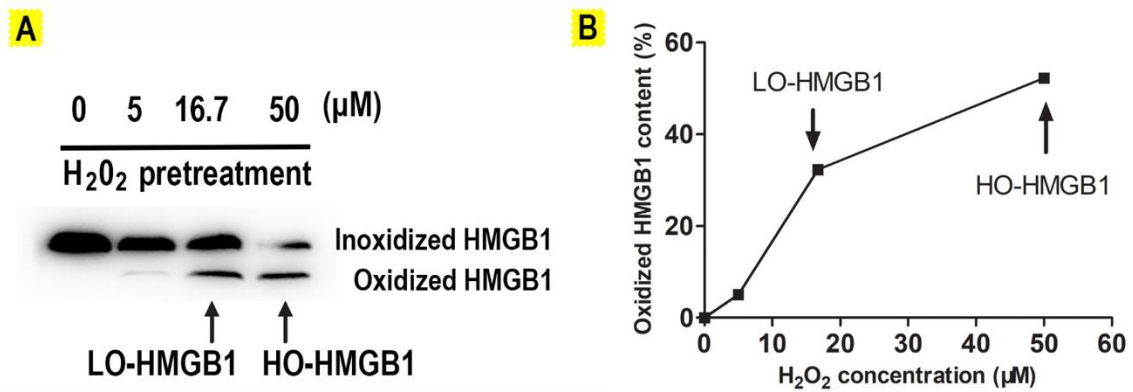 A
0 5 16.7 50 (µM)
H₂0₂ pretreatment
Inoxidized HMGB1
Oxidized HMGB1
LO-HMGB1 HO-HMGB1
B
Oxidized HMGB1 content (%)
60
40
20
0
LO-HMGB1
HO-HMGB1
0 10 20 30 40 50 60
H₂O₂ concentration (µM)